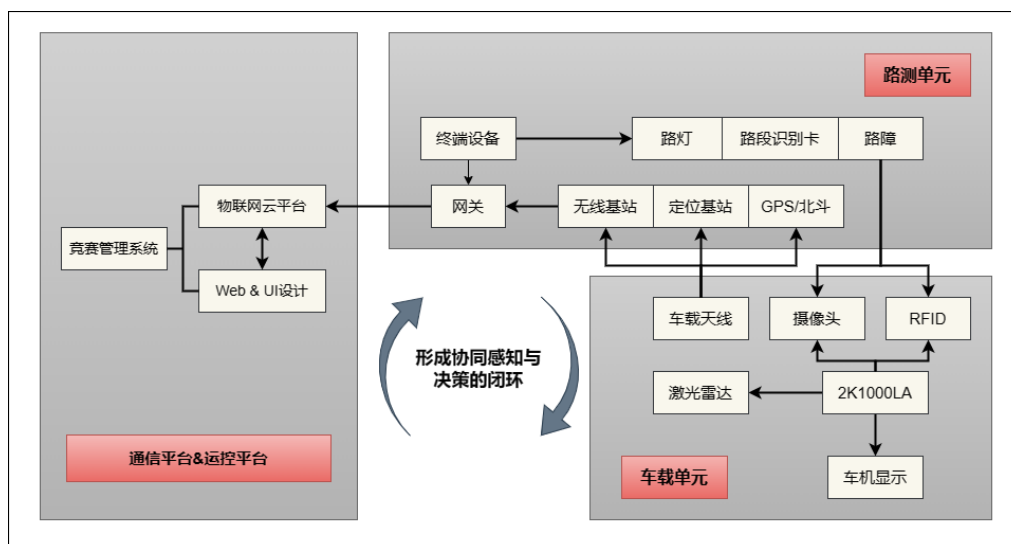 路测单元
终端设备
路灯
路段识别卡
路障
物联网云平台
网关
无线基站
定位基站
GPS/北斗
竞赛管理系统
Web & UI设计
车载天线
摄像头
RFID
形成协同感知与
决策的闭环
激光雷达
2K1000LA
通信平台&运控平台
车载单元
车机显示